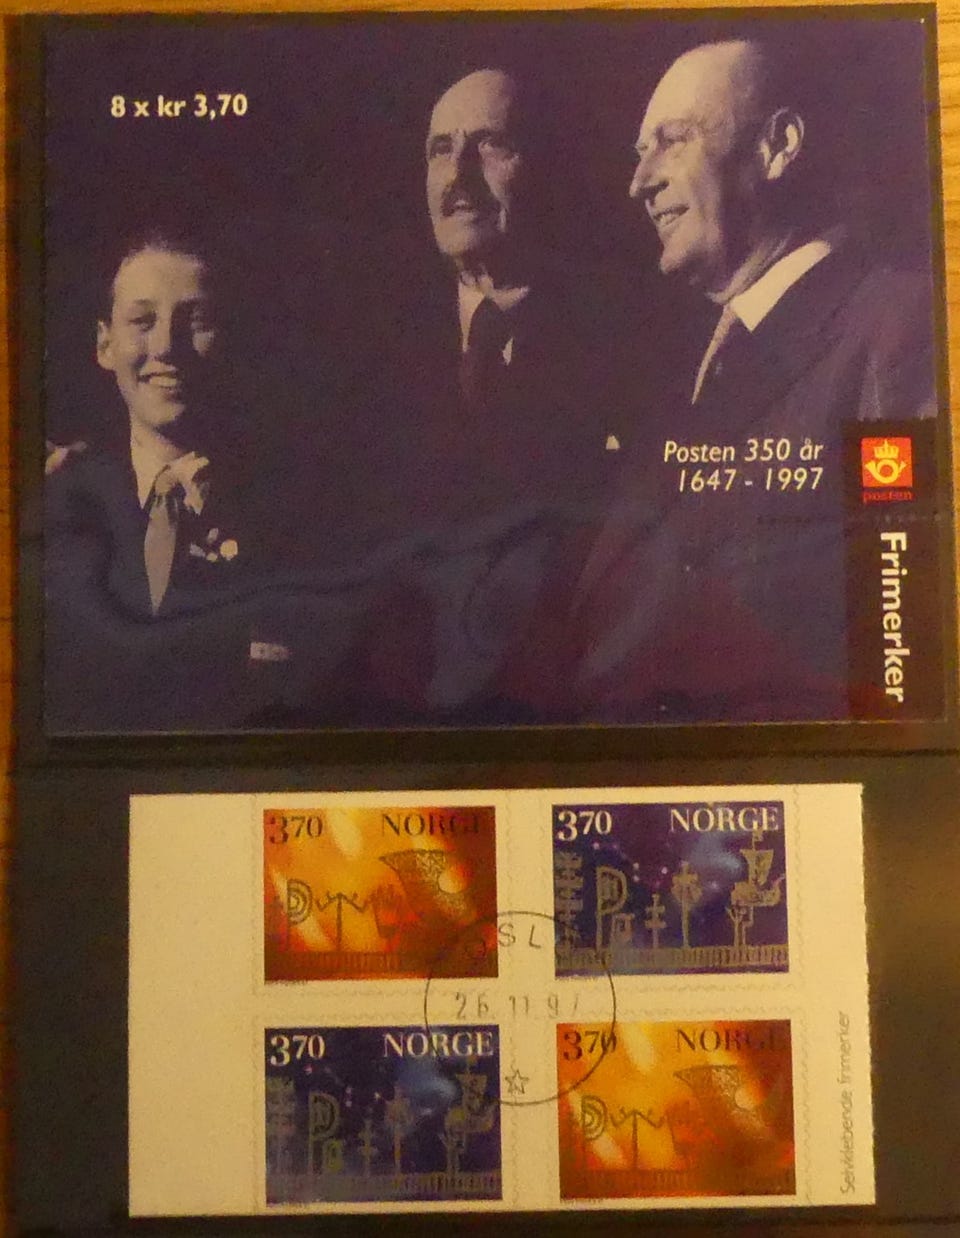 8 x kr 3,70
Posten 350 år
1647 - 1997
posten
Frimerker
3.70 NORGE
3.70 NORGE
OSL
26.11.97
3.70 NORGE
3.70 NORGE
Selvklebende frimerker